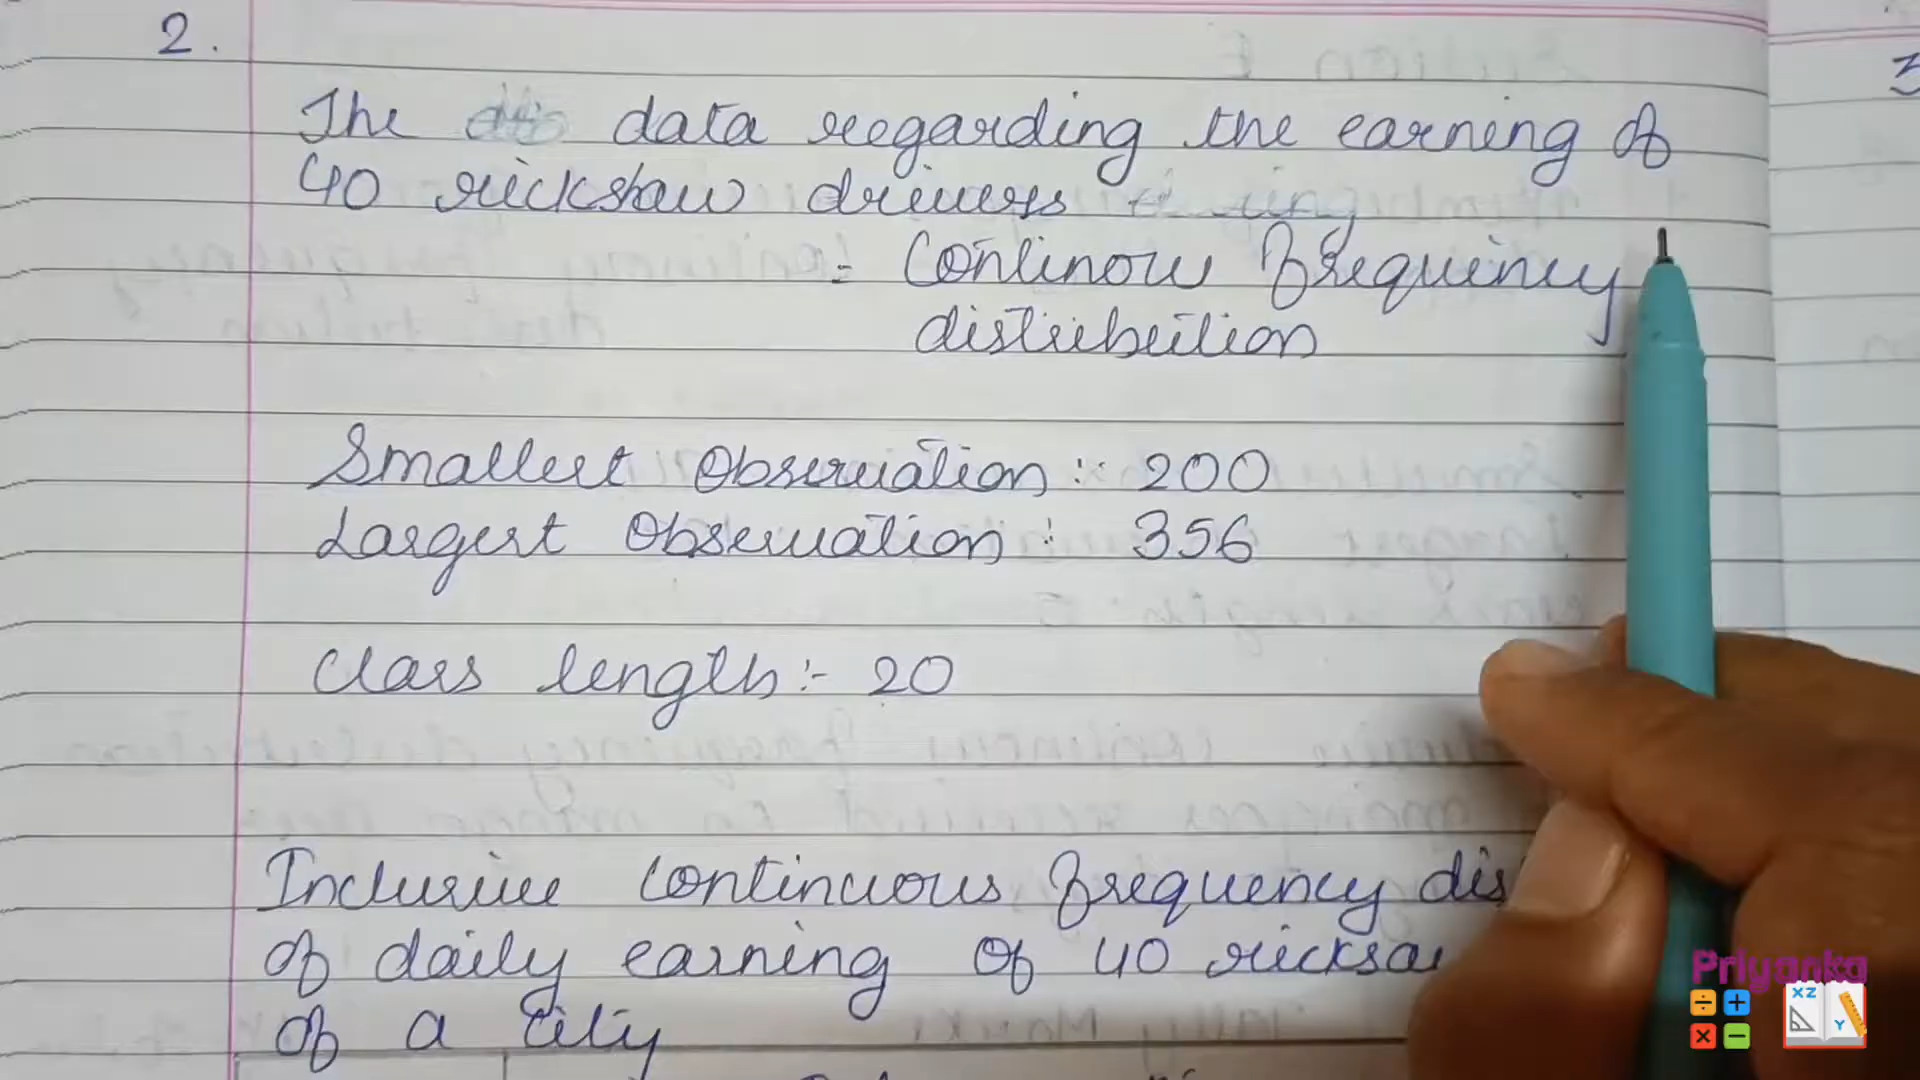 2.
The data regarding the earning of
40 rickshaw drivers
= Continous frequency
distribution
Smallest Observation :- 200
Largest Observation : 356
Class length :- 20
Inclusive continuous frequency dis
of daily earning of 40 ricksa
of a city
Priyanka
XZ
Y